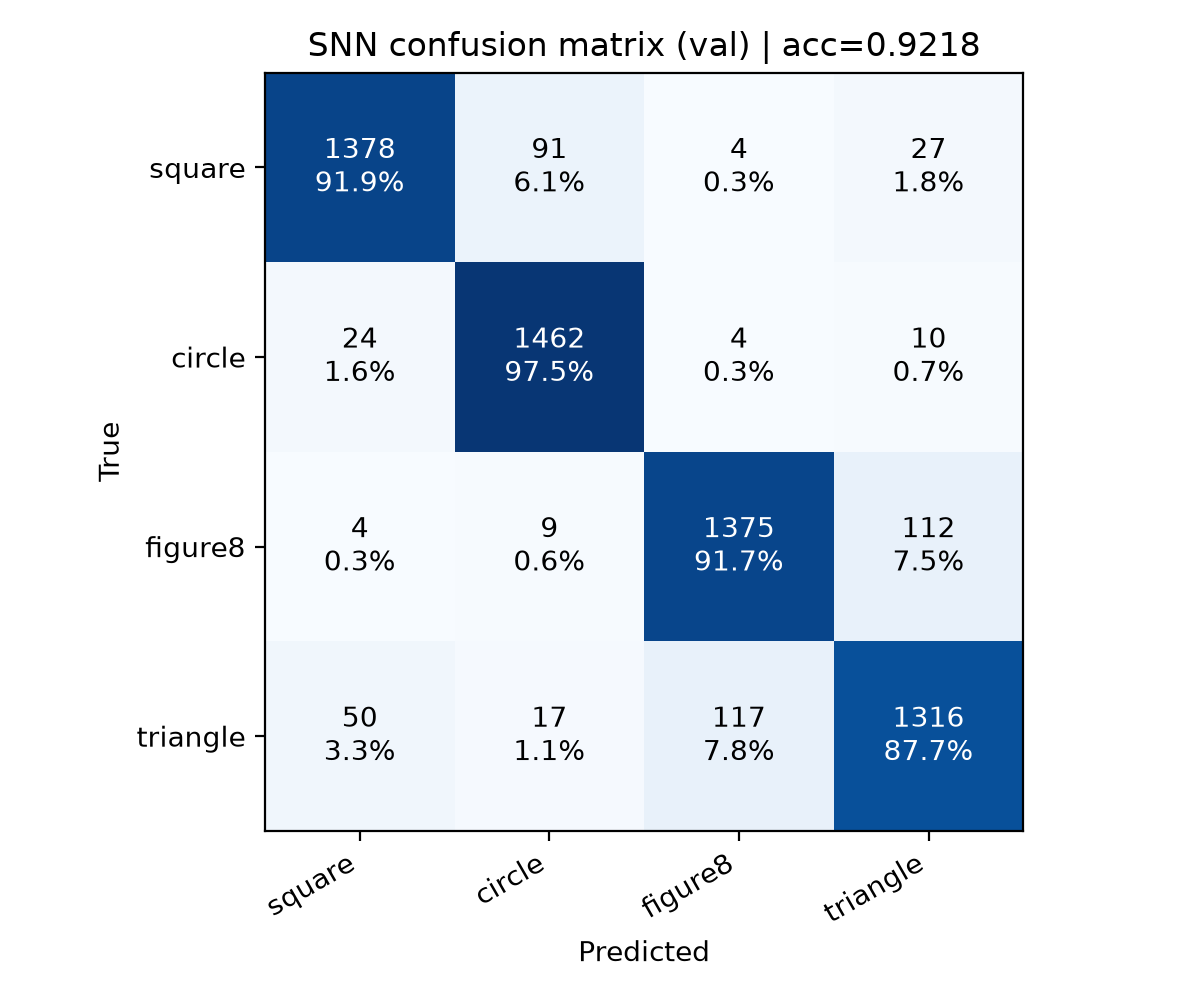 SNN confusion matrix (val) | acc=0.9218
square
1378
91.9%
91
6.1%
4
0.3%
27
1.8%
circle
24
1.6%
1462
97.5%
4
0.3%
10
0.7%
figure8
4
0.3%
9
0.6%
1375
91.7%
112
7.5%
triangle
50
3.3%
17
1.1%
117
7.8%
1316
87.7%
True
square
circle
figure8
triangle
Predicted